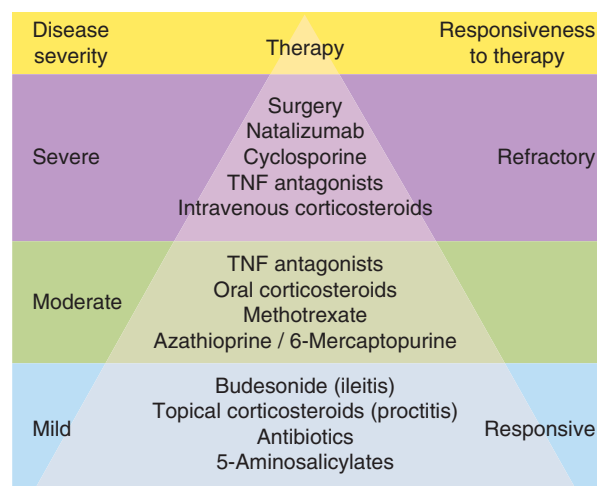 Disease
severity
Therapy
Responsiveness
to therapy
Severe
Surgery
Natalizumab
Cyclosporine
TNF antagonists
Intravenous corticosteroids
Refractory
Moderate
TNF antagonists
Oral corticosteroids
Methotrexate
Azathioprine / 6-Mercaptopurine
Mild
Budesonide (ileitis)
Topical corticosteroids (proctitis)
Antibiotics
5-Aminosalicylates
Responsive